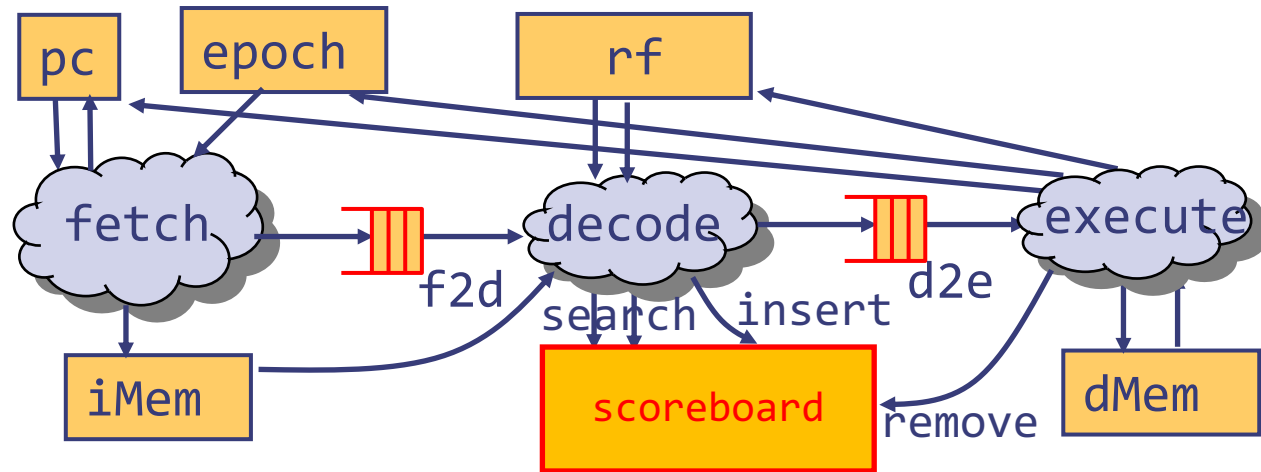 pc
epoch
rf
fetch
decode
execute
f2d
d2e
search
insert
iMem
scoreboard
remove
dMem